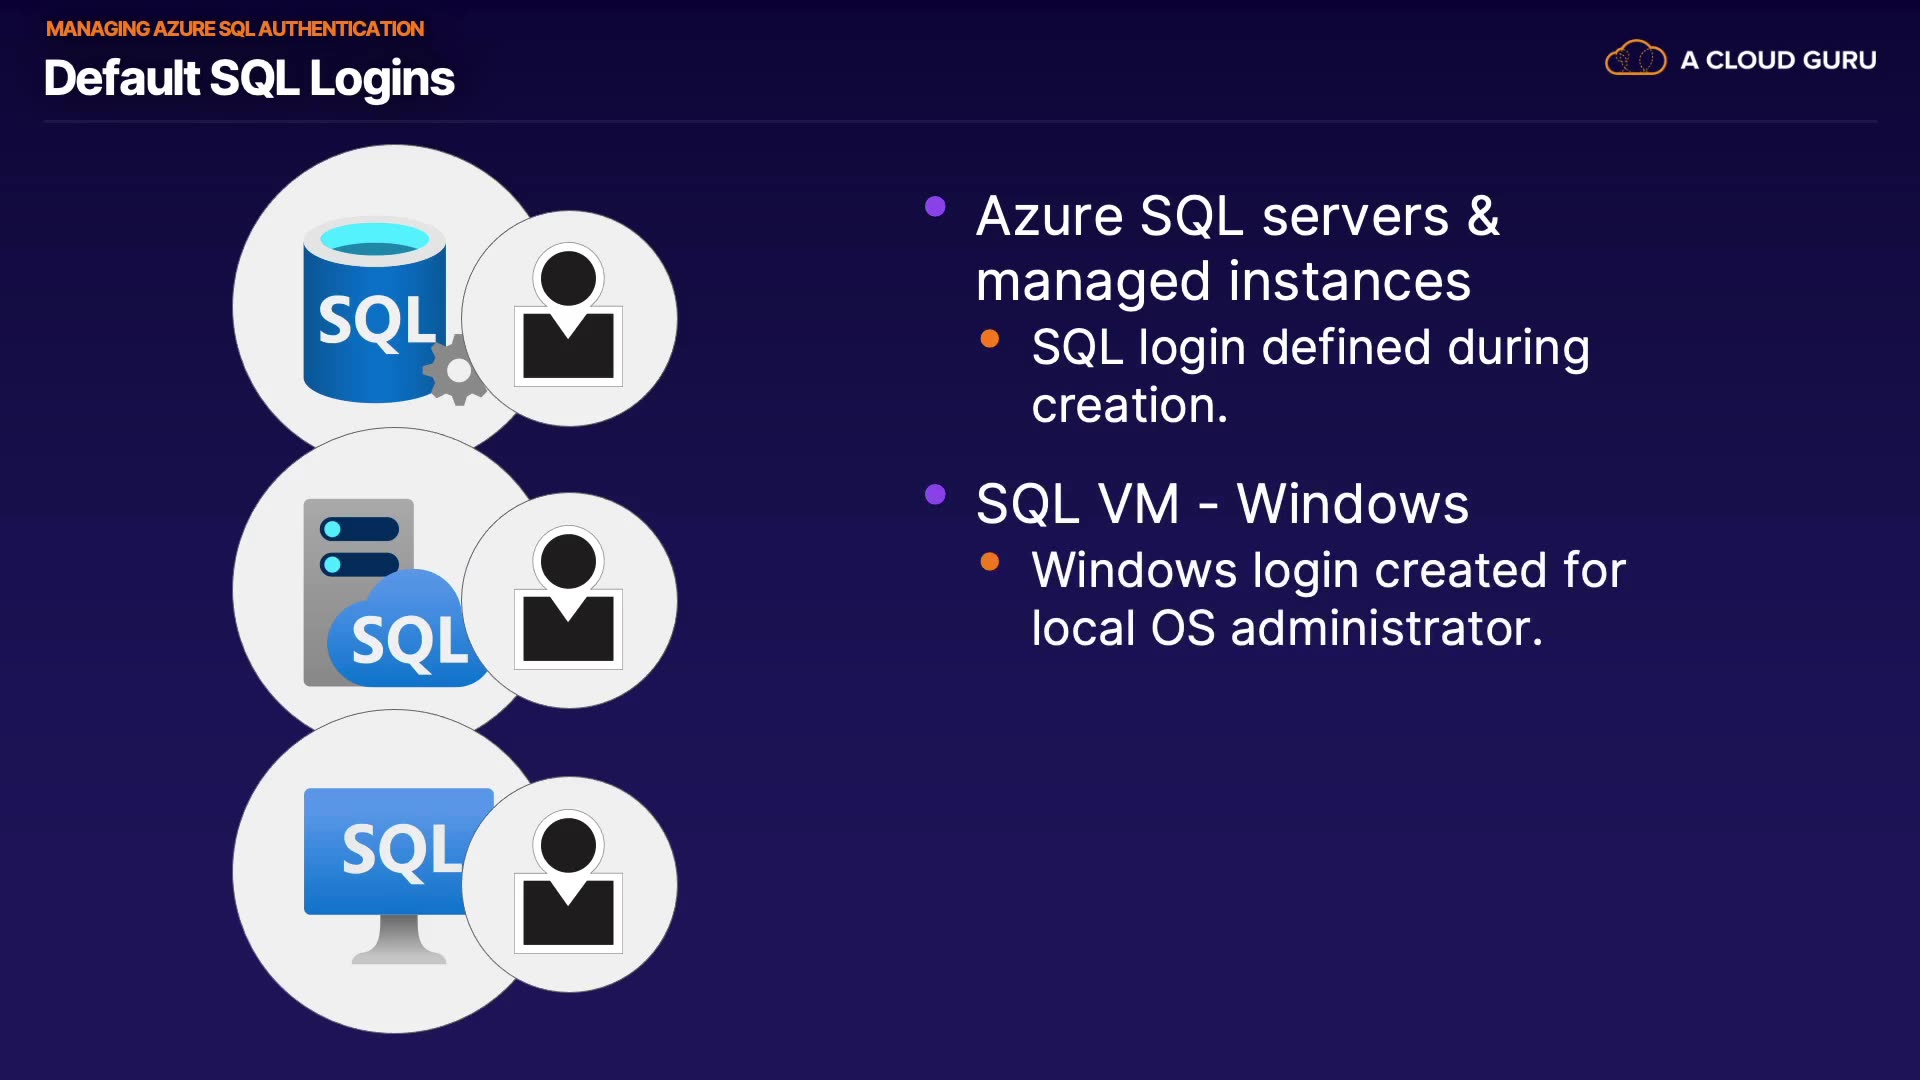 MANAGING AZURE SQL AUTHENTICATION
Default SQL Logins
A CLOUD GURU
SQL
SQL
SQL
Azure SQL servers &
managed instances
SQL login defined during
creation.
SQL VM - Windows
Windows login created for
local OS administrator.